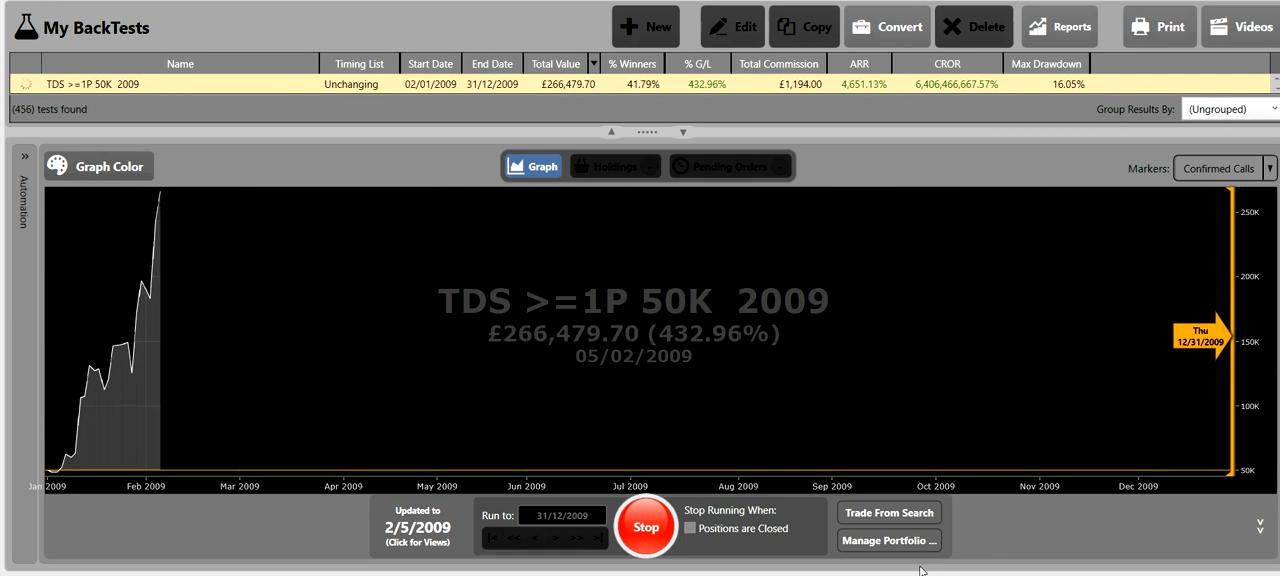 My BackTests
New Edit Copy Convert Delete Reports Print Videos
Name Timing List Start Date End Date Total Value % Winners % G/L Total Commission ARR CROR Max Drawdown
TDS >=1P 50K 2009 Unchanging 02/01/2009 31/12/2009 £266,479.70 41.79% 432.96% £1,194.00 4,651.13% 6,406,466,667.57% 16.05%
(456) tests found Group Results By: (Ungrouped)
Automation
Graph Color Graph Holdings Pending Orders Markers: Confirmed Calls
250K
200K
TDS >=1P 50K 2009
£266,479.70 (432.96%)
05/02/2009
Thu
12/31/2009
150K
100K
50K
Jan 2009 Feb 2009 Mar 2009 Apr 2009 May 2009 Jun 2009 Jul 2009 Aug 2009 Sep 2009 Oct 2009 Nov 2009 Dec 2009
Updated to
2/5/2009
(Click for Views)
Run to: 31/12/2009
|< << < > >> >|
Stop
Stop Running When:
Positions are Closed
Trade From Search
Manage Portfolio ...